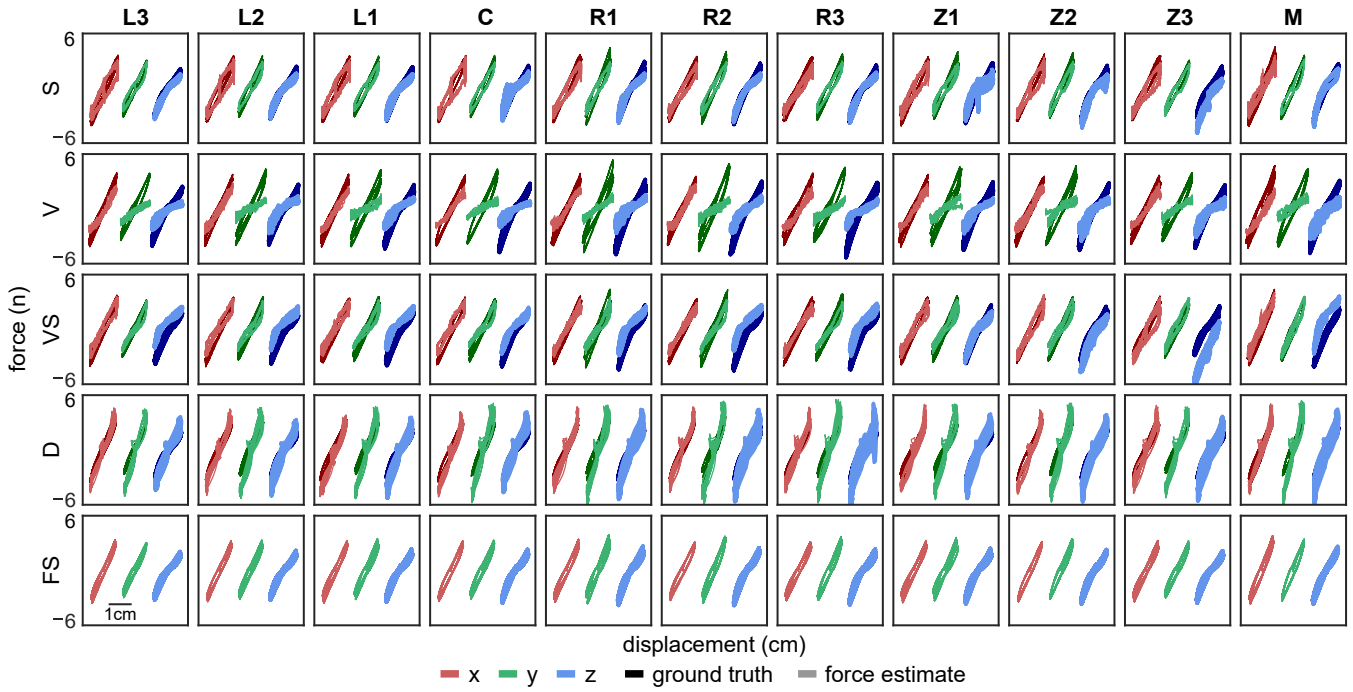 L3 L2 L1 C R1 R2 R3 Z1 Z2 Z3 M
6
S
−6
6
V
−6
6
VS
−6
6
D
−6
6
FS
−6
1cm
force (n)
displacement (cm)
x y z ground truth force estimate